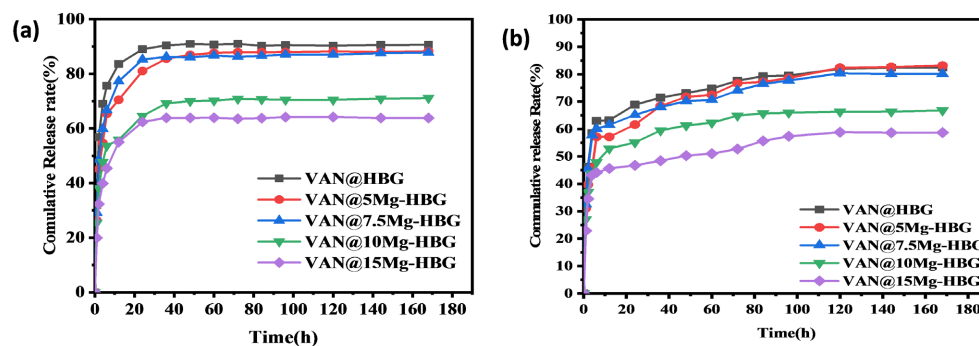 (a)
Comulative Release rate(%)
100
80
60
40
20
0
VAN@HBG
VAN@5Mg-HBG
VAN@7.5Mg-HBG
VAN@10Mg-HBG
VAN@15Mg-HBG
0 20 40 60 80 100 120 140 160 180
Time(h)
(b)
Commulative release Rate(%)
100
90
80
70
60
50
40
30
20
10
0
VAN@HBG
VAN@5Mg-HBG
VAN@7.5Mg-HBG
VAN@10Mg-HBG
VAN@15Mg-HBG
0 20 40 60 80 100 120 140 160 180
Time(h)